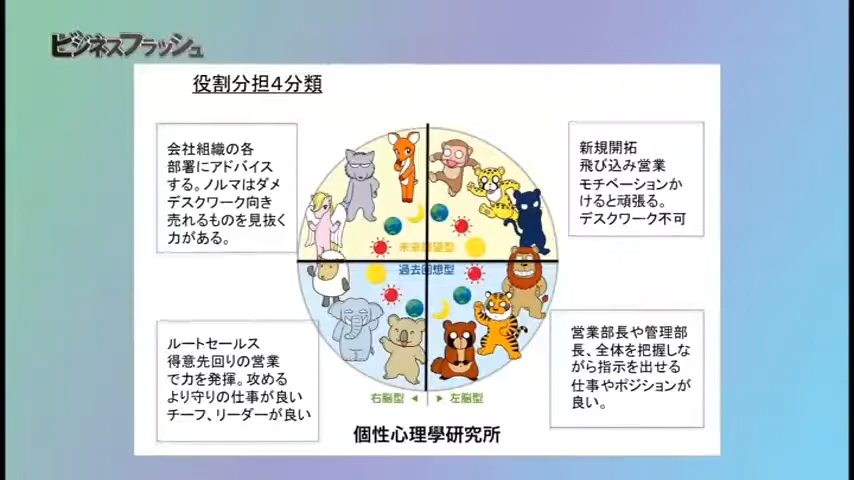 ビジネスフラッシュ
役割分担4分類
会社組織の各
部署にアドバイス
する。ノルマはダメ
デスクワーク向き
売れるものを見抜く
力がある。
新規開拓
飛び込み営業
モチベーションか
けると頑張る。
デスクワーク不可
未来展望型
過去回想型
ルートセールス
得意先回りの営業
で力を発揮。攻める
より守りの仕事が良い
チーフ、リーダーが良い
営業部長や管理部
長、全体を把握しな
がら指示を出せる
仕事やポジションが
良い。
右脳型 ◀ ▶ 左脳型
個性心理學研究所